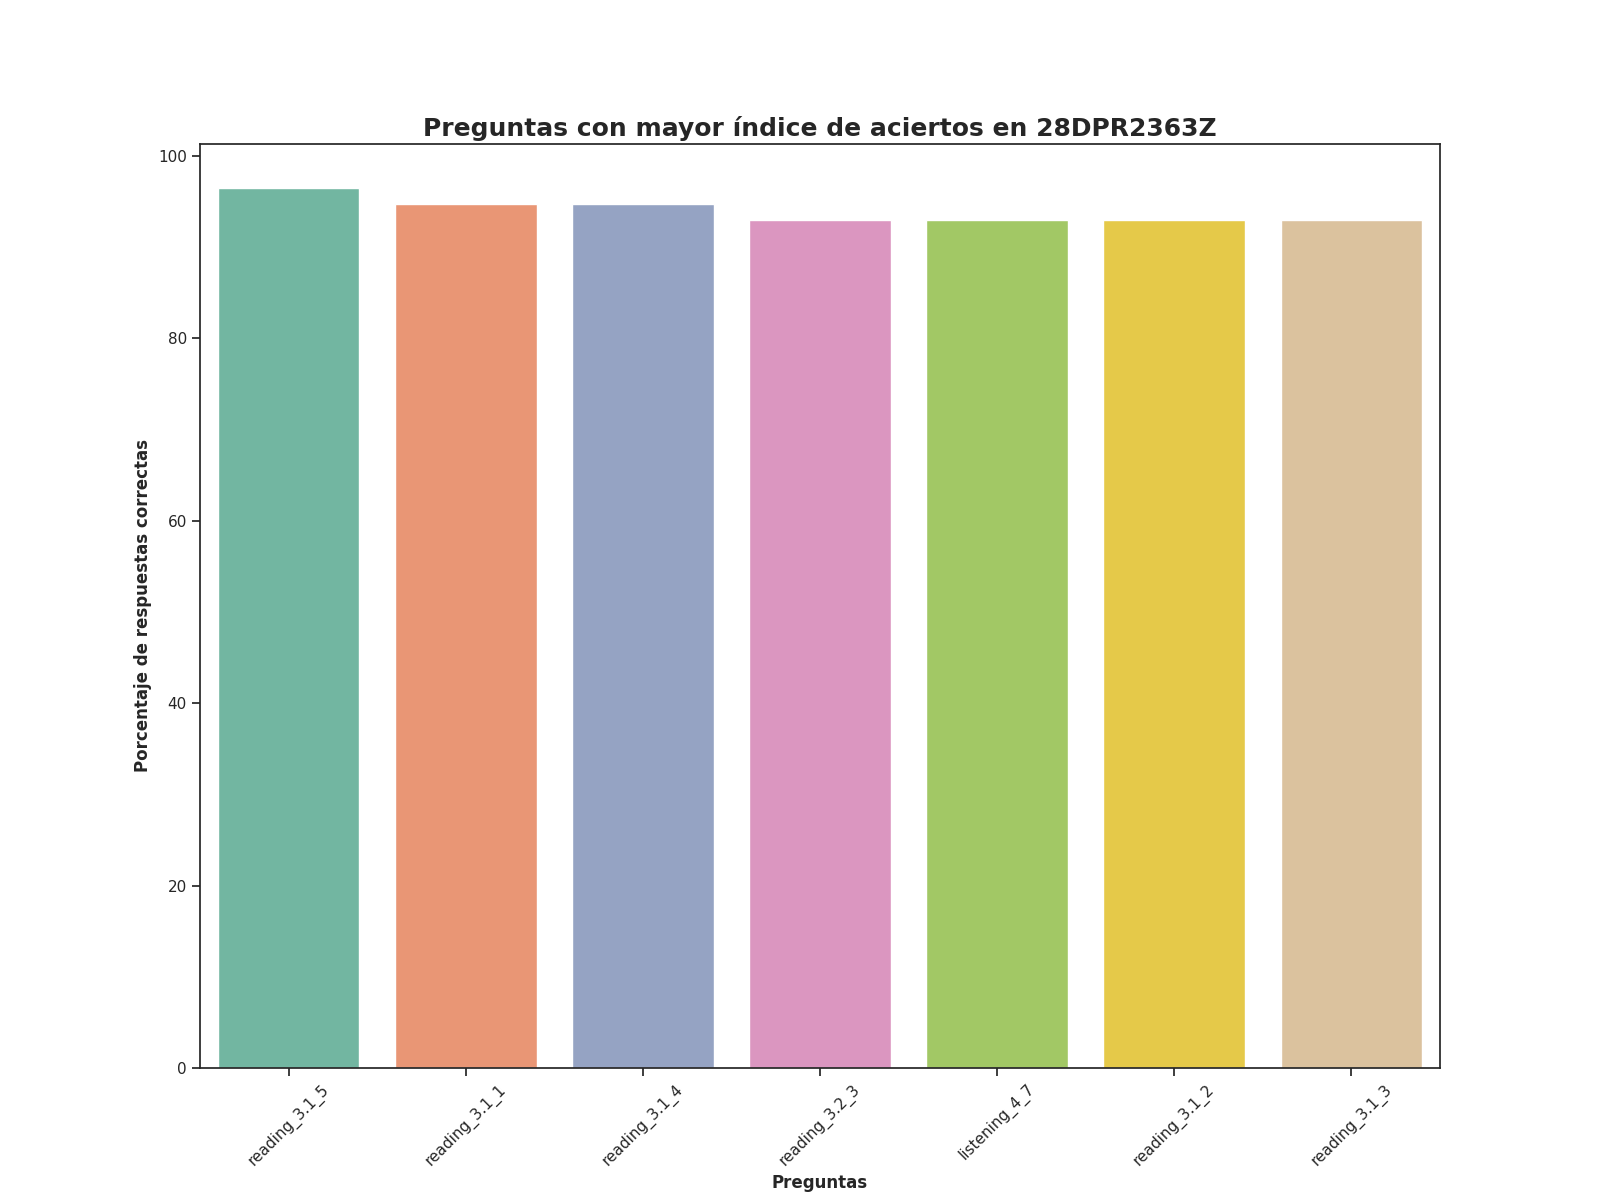 Preguntas con mayor índice de aciertos en 28DPR2363Z
100
80
60
40
20
0
Porcentaje de respuestas correctas
reading_3.1_5
reading_3.1_1
reading_3.1_4
reading_3.2_3
listening_4_7
reading_3.1_2
reading_3.1_3
Preguntas